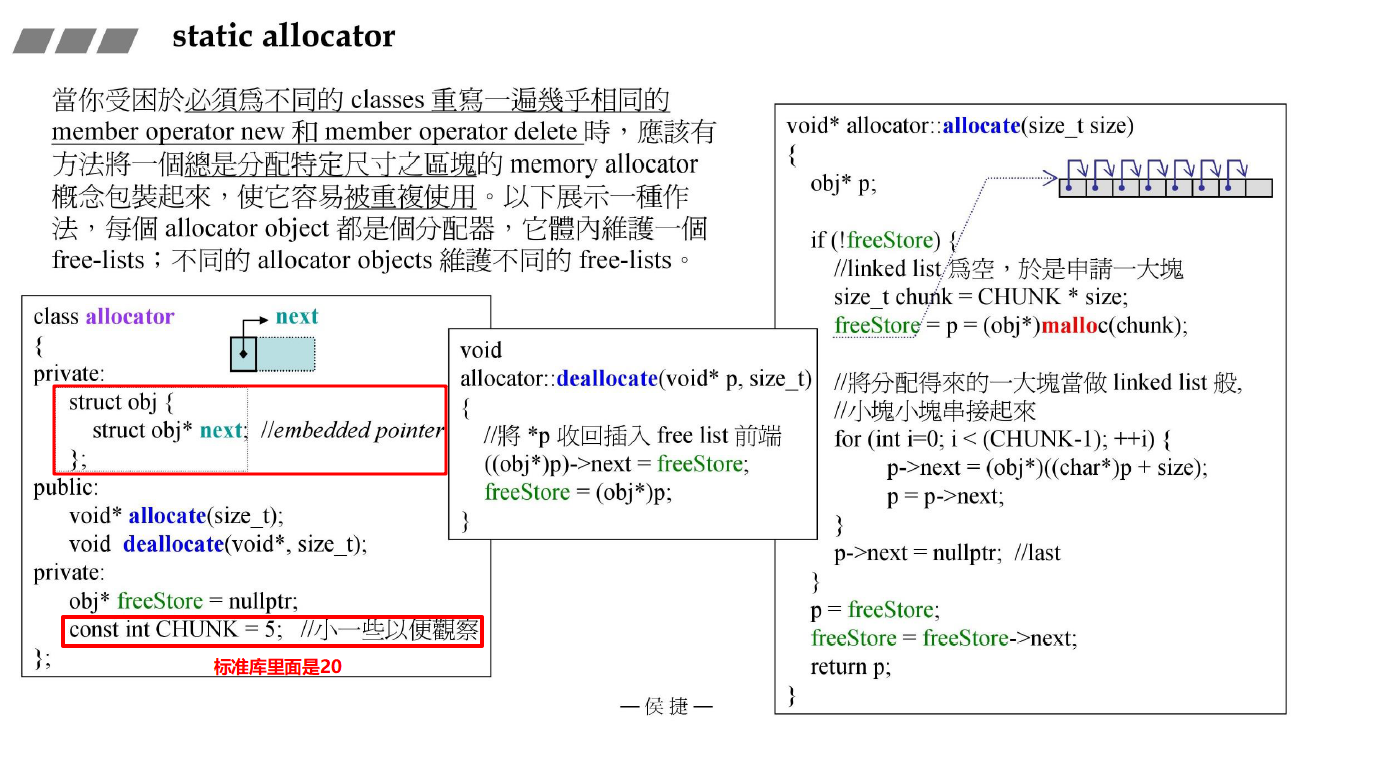 static allocator
當你受困於必須爲不同的 classes 重寫一遍幾乎相同的
member operator new 和 member operator delete 時，應該有
方法將一個總是分配特定尺寸之區塊的 memory allocator
概念包裝起來，使它容易被重複使用。以下展示一種作
法，每個 allocator object 都是個分配器，它體內維護一個
free-lists；不同的 allocator objects 維護不同的 free-lists。
class allocator
next
{
private:
struct obj {
struct obj* next; //embedded pointer
};
public:
void* allocate(size_t);
void deallocate(void*, size_t);
private:
obj* freeStore = nullptr;
const int CHUNK = 5; //小一些以便觀察
};
标准库里面是20
void
allocator::deallocate(void* p, size_t)
{
//將 *p 收回插入 free list 前端
((obj*)p)->next = freeStore;
freeStore = (obj*)p;
}
void* allocator::allocate(size_t size)
{
obj* p;
if (!freeStore) {
//linked list 爲空，於是申請一大塊
size_t chunk = CHUNK * size;
freeStore = p = (obj*)malloc(chunk);
//將分配得來的一大塊當做 linked list 般,
//小塊小塊串接起來
for (int i=0; i < (CHUNK-1); ++i) {
p->next = (obj*)((char*)p + size);
p = p->next;
}
p->next = nullptr; //last
}
p = freeStore;
freeStore = freeStore->next;
return p;
}
— 侯 捷 —